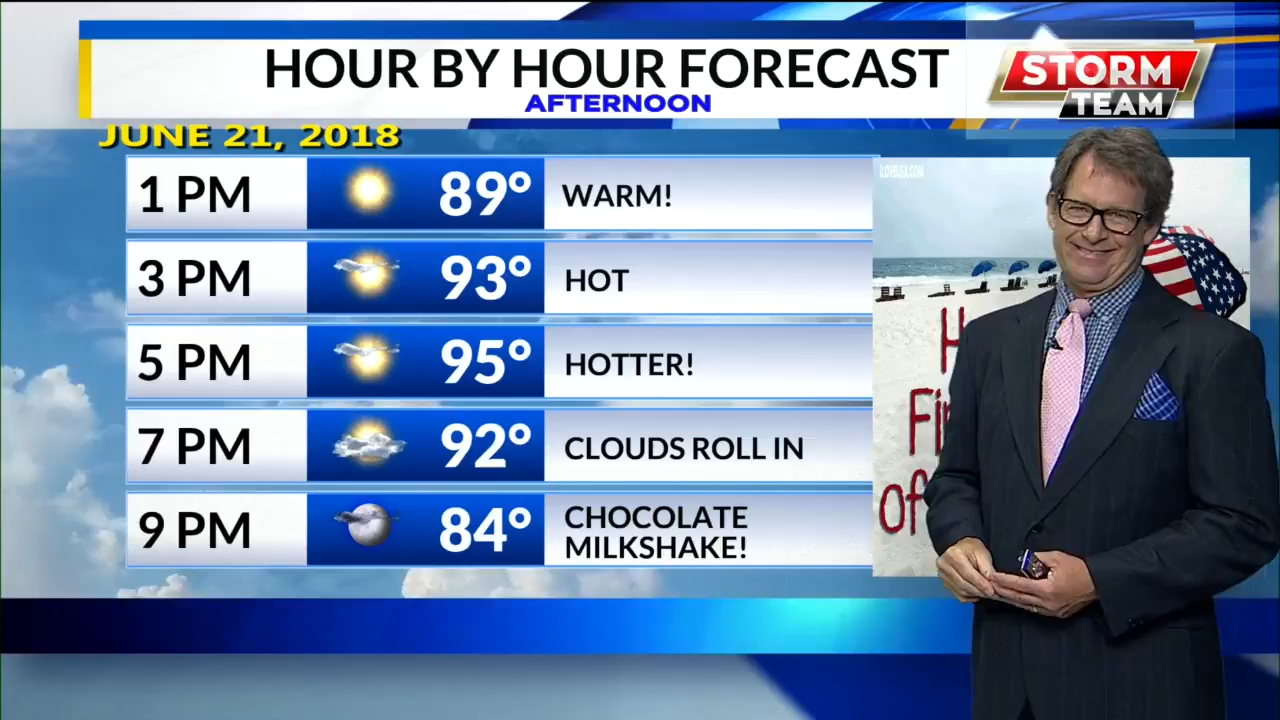 HOUR BY HOUR FORECAST
AFTERNOON
STORM
TEAM
JUNE 21, 2018
1 PM 89° WARM!
3 PM 93° HOT
5 PM 95° HOTTER!
7 PM 92° CLOUDS ROLL IN
9 PM 84° CHOCOLATE
MILKSHAKE!
of